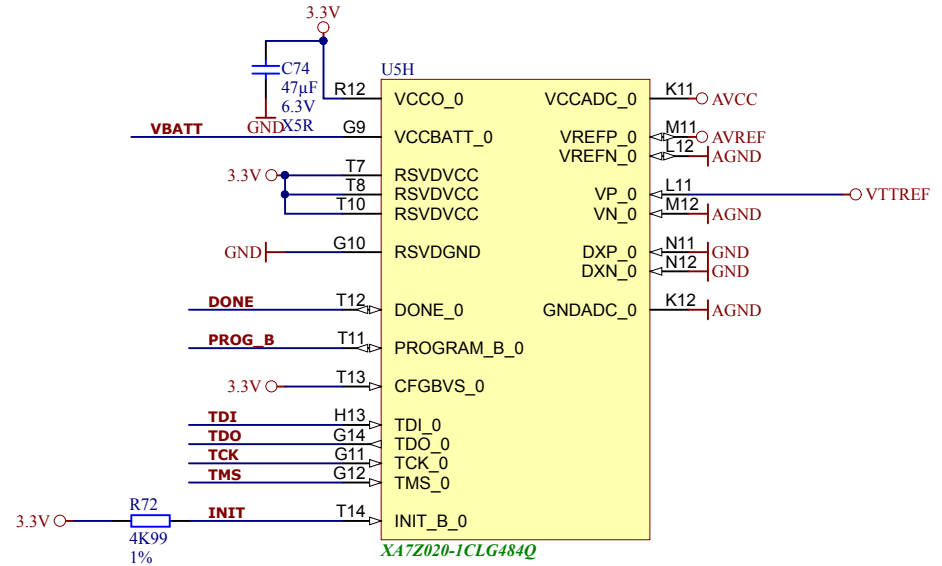 3.3V
C74
47µF
6.3V
X5R
GND
U5H
R12 VCCO_0 VCCADC_0 K11 AVCC
VBATT G9 VCCBATT_0 VREFP_0 M11 AVREF
VREFN_0 L12 AGND
3.3V T7 RSVDVCC
T8 RSVDVCC VP_0 L11 VTTREF
T10 RSVDVCC VN_0 M12 AGND
GND G10 RSVDGND DXP_0 N11 GND
DXN_0 N12 GND
DONE T12 DONE_0 GNDADC_0 K12 AGND
PROG_B T11 PROGRAM_B_0
3.3V T13 CFGBVS_0
TDI H13 TDI_0
TDO G14 TDO_0
TCK G11 TCK_0
TMS G12 TMS_0
R72
3.3V INIT T14 INIT_B_0
4K99
1%
XA7Z020-1CLG484Q